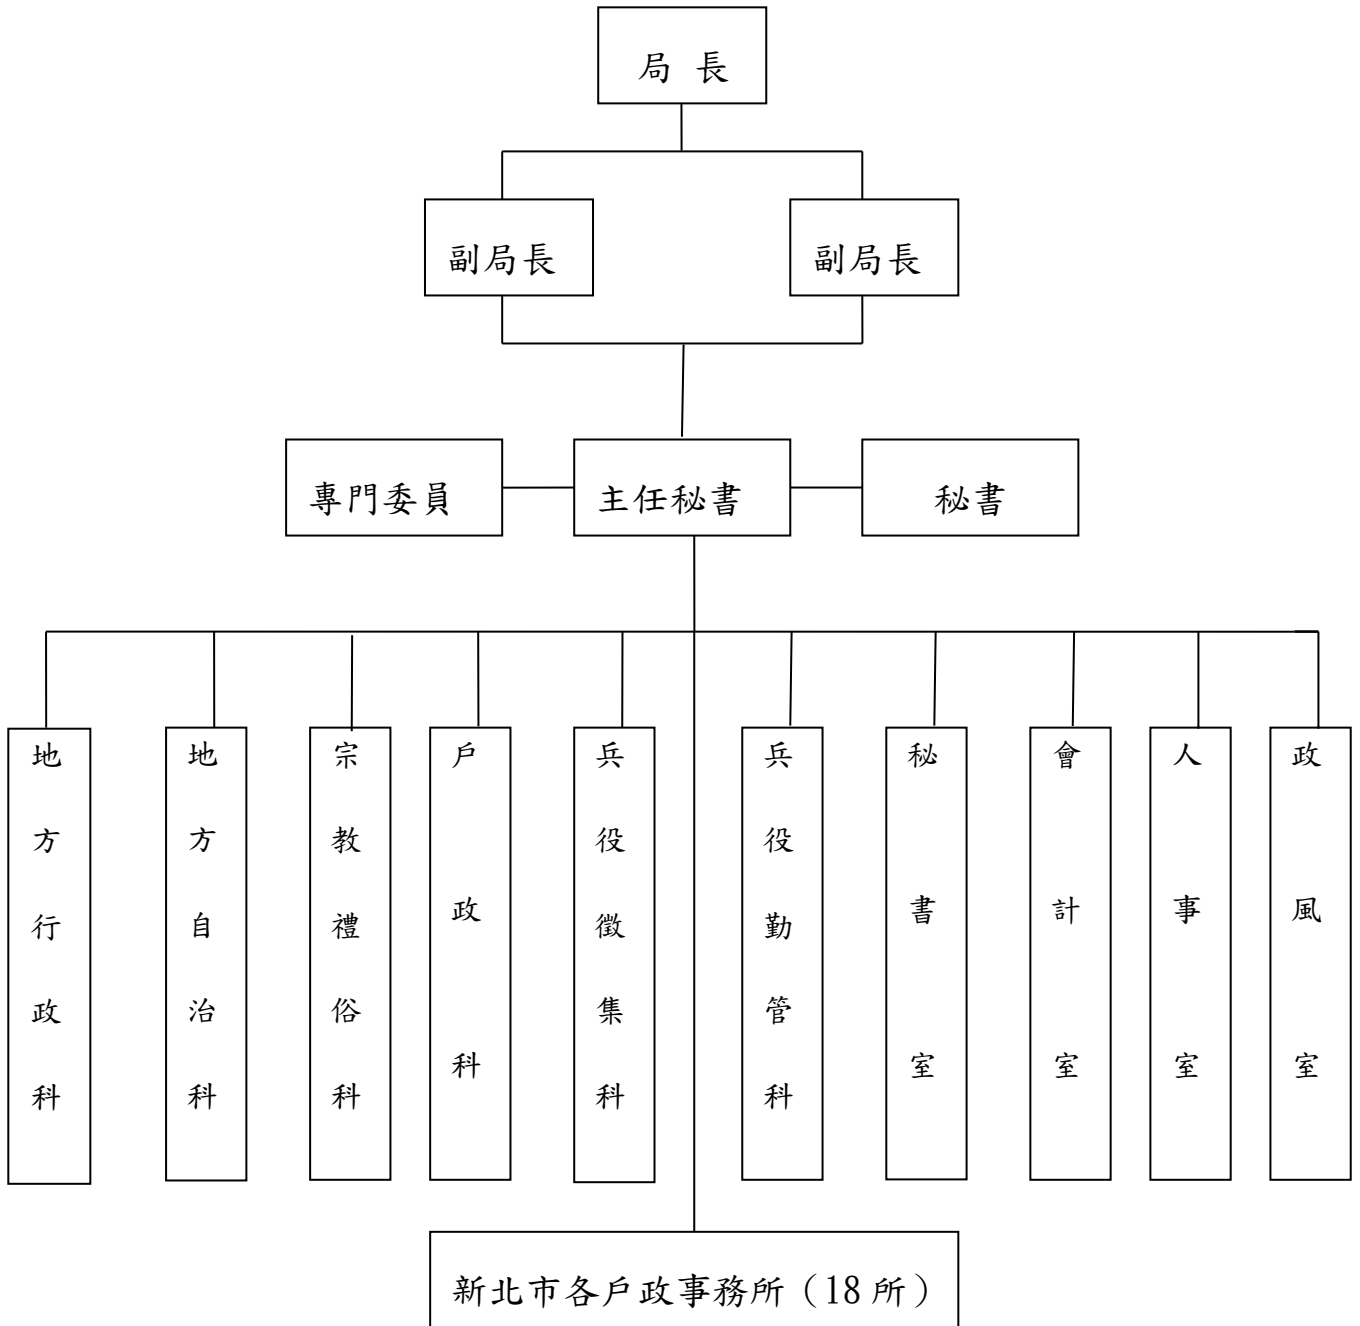 局 長
副局長
副局長
專門委員
主任秘書
秘書
地方行政科
地方自治科
宗教禮俗科
戶政科
兵役徵集科
兵役勤管科
秘書室
會計室
人事室
政風室
新北市各戶政事務所（18 所）